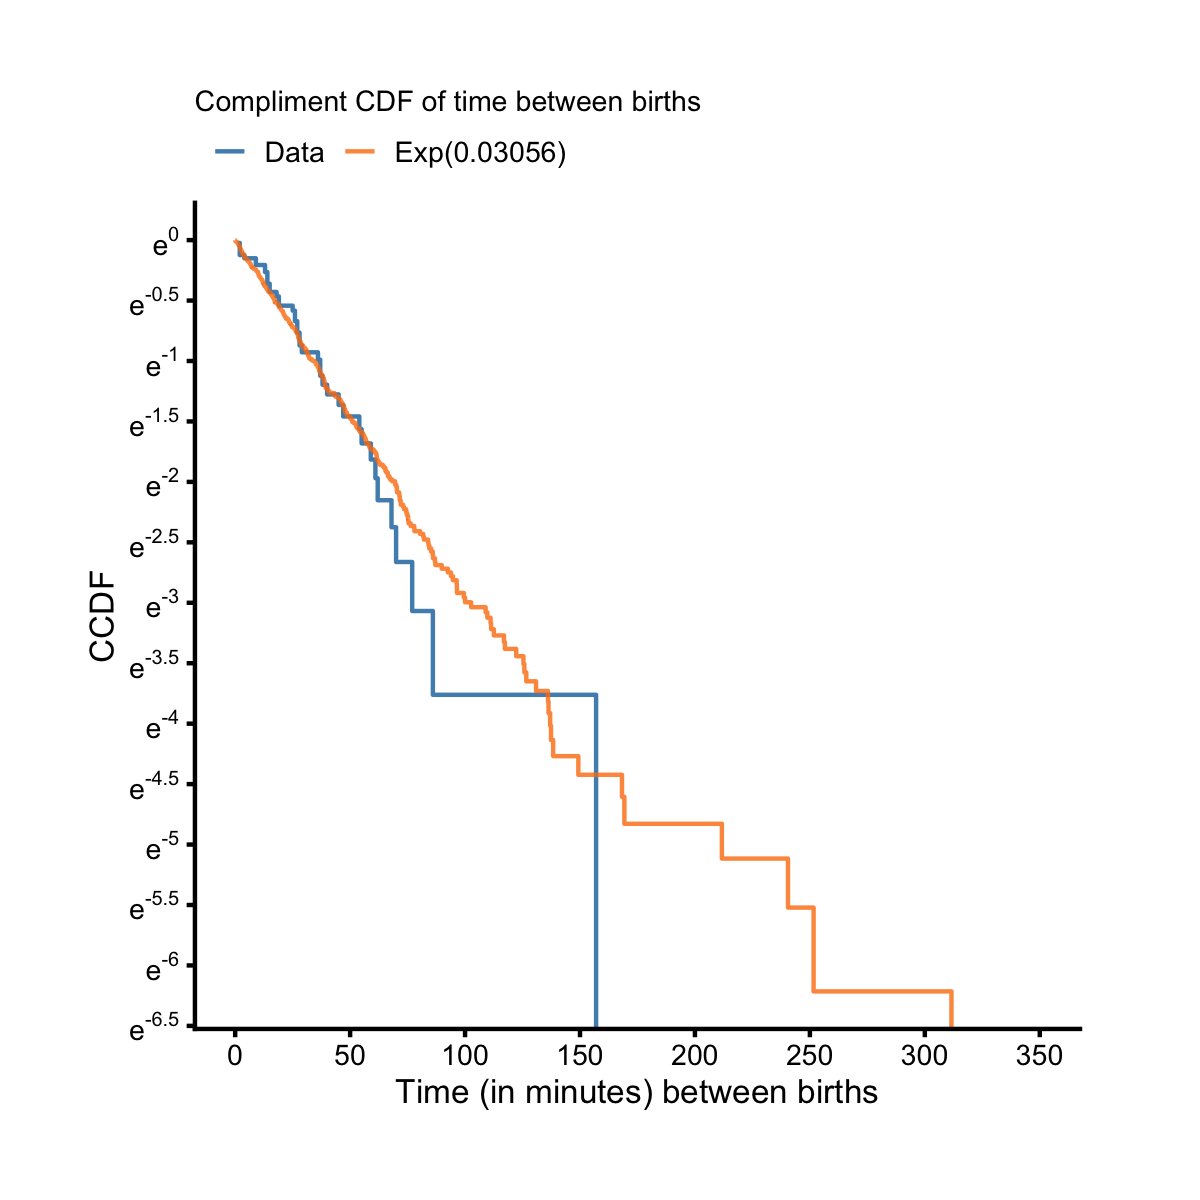 Compliment CDF of time between births
Data Exp(0.03056)
CCDF
e^0
e^-0.5
e^-1
e^-1.5
e^-2
e^-2.5
e^-3
e^-3.5
e^-4
e^-4.5
e^-5
e^-5.5
e^-6
e^-6.5
0 50 100 150 200 250 300 350
Time (in minutes) between births